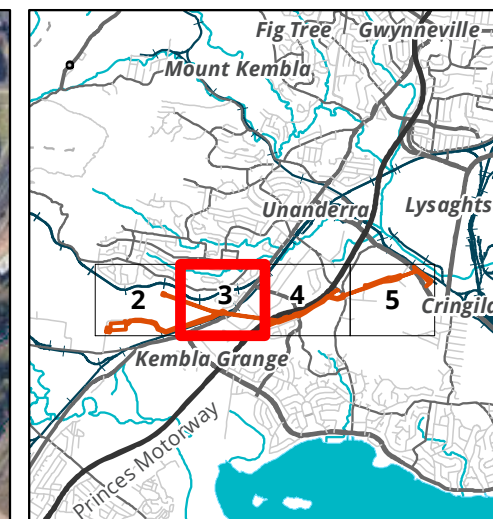 Fig Tree Gwynneville
Mount Kembla
Unanderra Lysaghts
2 3 4 5
Cringila
Kembla Grange
Princes Motorway